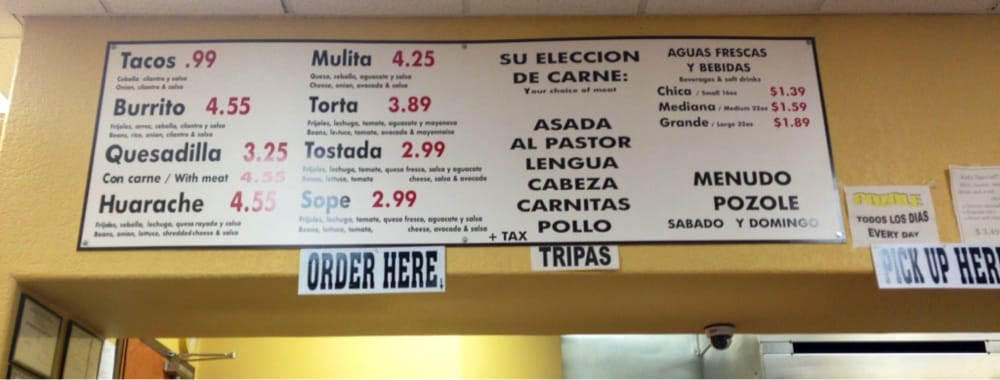 Tacos .99
Cebolla cilantro y salsa
Onion, cilantro & salsa
Burrito 4.55
Frijoles, arroz, cebolla, cilantro y salsa
Beans, rice, onion, cilantro & salsa
Quesadilla 3.25
Con carne / With meat 4.55
Huarache 4.55
Frijoles, cebolla, lechuga, queso rayado y salsa
Beans, onion, lettuce, shredded cheese & salsa
Mulita 4.25
Queso, cebolla, aguacate y salsa
Cheese, onion, avocado & salsa
Torta 3.89
Frijoles, lechuga, tomate, aguacate y mayonesa
Beans, lettuce, tomato, avocado & mayonnaise
Tostada 2.99
Frijoles, lechuga, tomate, queso fresco, salsa y aguacate
Beans, lettuce, tomato, cheese, salsa & avocado
Sope 2.99
Frijoles, lechuga, tomate, queso fresco, aguacate y salsa
Beans, lettuce, tomato, cheese, avocado & salsa
+ TAX
SU ELECCION
DE CARNE:
Your choice of meat
ASADA
AL PASTOR
LENGUA
CABEZA
CARNITAS
POLLO
TRIPAS
AGUAS FRESCAS
Y BEBIDAS
Beverages & soft drinks
Chica / Small 16oz $1.39
Mediana / Medium 22oz $1.59
Grande / Large 32oz $1.89
MENUDO
POZOLE
SABADO Y DOMINGO
POZOLE
TODOS LOS DIAS
EVERY DAY
ORDER HERE
PICK UP HER